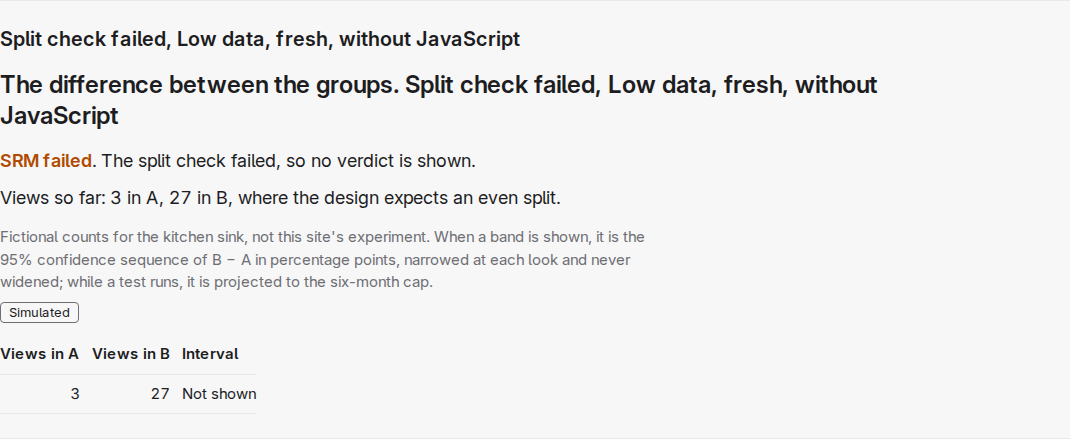 Split check failed, Low data, fresh, without JavaScript
The difference between the groups. Split check failed, Low data, fresh, without
JavaScript
SRM failed. The split check failed, so no verdict is shown.
Views so far: 3 in A, 27 in B, where the design expects an even split.
Fictional counts for the kitchen sink, not this site's experiment. When a band is shown, it is the
95% confidence sequence of B − A in percentage points, narrowed at each look and never
widened; while a test runs, it is projected to the six-month cap.
Simulated
Views in A Views in B Interval
3 27 Not shown